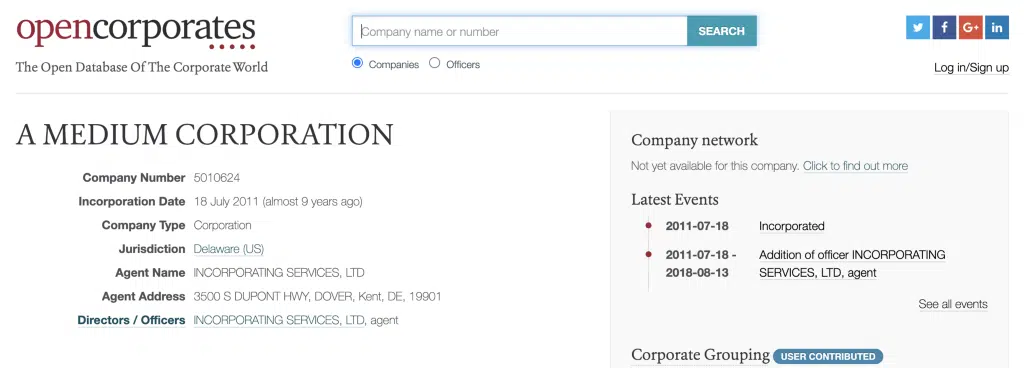 opencorporates
The Open Database Of The Corporate World
Company name or number
SEARCH
Companies
Officers
Log in/Sign up
A MEDIUM CORPORATION
Company Number 5010624
Incorporation Date 18 July 2011 (almost 9 years ago)
Company Type Corporation
Jurisdiction Delaware (US)
Agent Name INCORPORATING SERVICES, LTD
Agent Address 3500 S DUPONT HWY, DOVER, Kent, DE, 19901
Directors / Officers INCORPORATING SERVICES, LTD, agent
Company network
Not yet available for this company. Click to find out more
Latest Events
2011-07-18 Incorporated
2011-07-18 - Addition of officer INCORPORATING
2018-08-13 SERVICES, LTD, agent
See all events
Corporate Grouping USER CONTRIBUTED